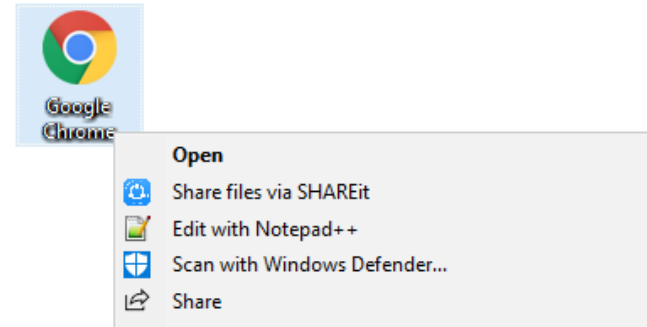 Google
Chrome
Open
Share files via SHAREit
Edit with Notepad++
Scan with Windows Defender...
Share